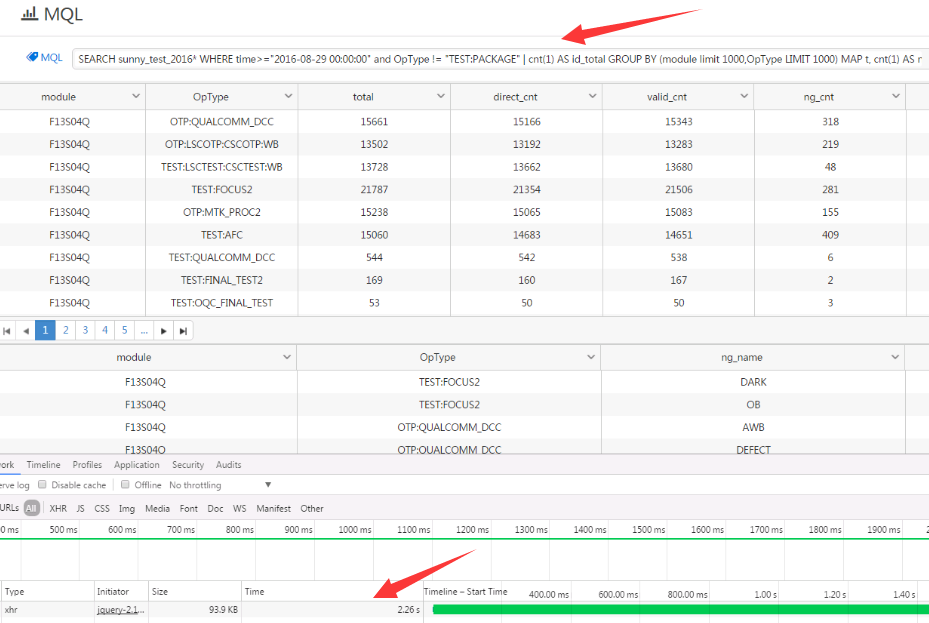 MQL
MQL SEARCH sunny_test_2016* WHERE time>="2016-08-29 00:00:00" and OpType != "TEST:PACKAGE" | cnt(1) AS id_total GROUP BY (module limit 1000,OpType LIMIT 1000) MAP t, cnt(1) AS n
module OpType total direct_cnt valid_cnt ng_cnt
F13S04Q OTP:QUALCOMM_DCC 15661 15166 15343 318
F13S04Q OTP:LSCOTP:CSCOTP:WB 13502 13192 13283 219
F13S04Q TEST:LSCTEST:CSCTEST:WB 13728 13662 13680 48
F13S04Q TEST:FOCUS2 21787 21354 21506 281
F13S04Q OTP:MTK_PROC2 15238 15065 15083 155
F13S04Q TEST:AFC 15060 14683 14651 409
F13S04Q TEST:QUALCOMM_DCC 544 542 538 6
F13S04Q TEST:FINAL_TEST2 169 160 167 2
F13S04Q TEST:OQC_FINAL_TEST 53 50 50 3
1 2 3 4 5 ...
module OpType ng_name
F13S04Q TEST:FOCUS2 DARK
F13S04Q TEST:FOCUS2 OB
F13S04Q OTP:QUALCOMM_DCC AWB
F13S04Q OTP:QUALCOMM_DCC DEFECT
ork Timeline Profiles Application Security Audits
erve log Disable cache Offline No throttling
URLs All XHR JS CSS Img Media Font Doc WS Manifest Other
0 ms 500 ms 600 ms 700 ms 800 ms 900 ms 1000 ms 1100 ms 1200 ms 1300 ms 1400 ms 1500 ms 1600 ms 1700 ms 1800 ms 1900 ms 2
Type Initiator Size Time Timeline – Start Time 400.00 ms 600.00 ms 800.00 ms 1.00 s 1.20 s 1.40 s
xhr jquery-2.1... 93.9 KB 2.26 s